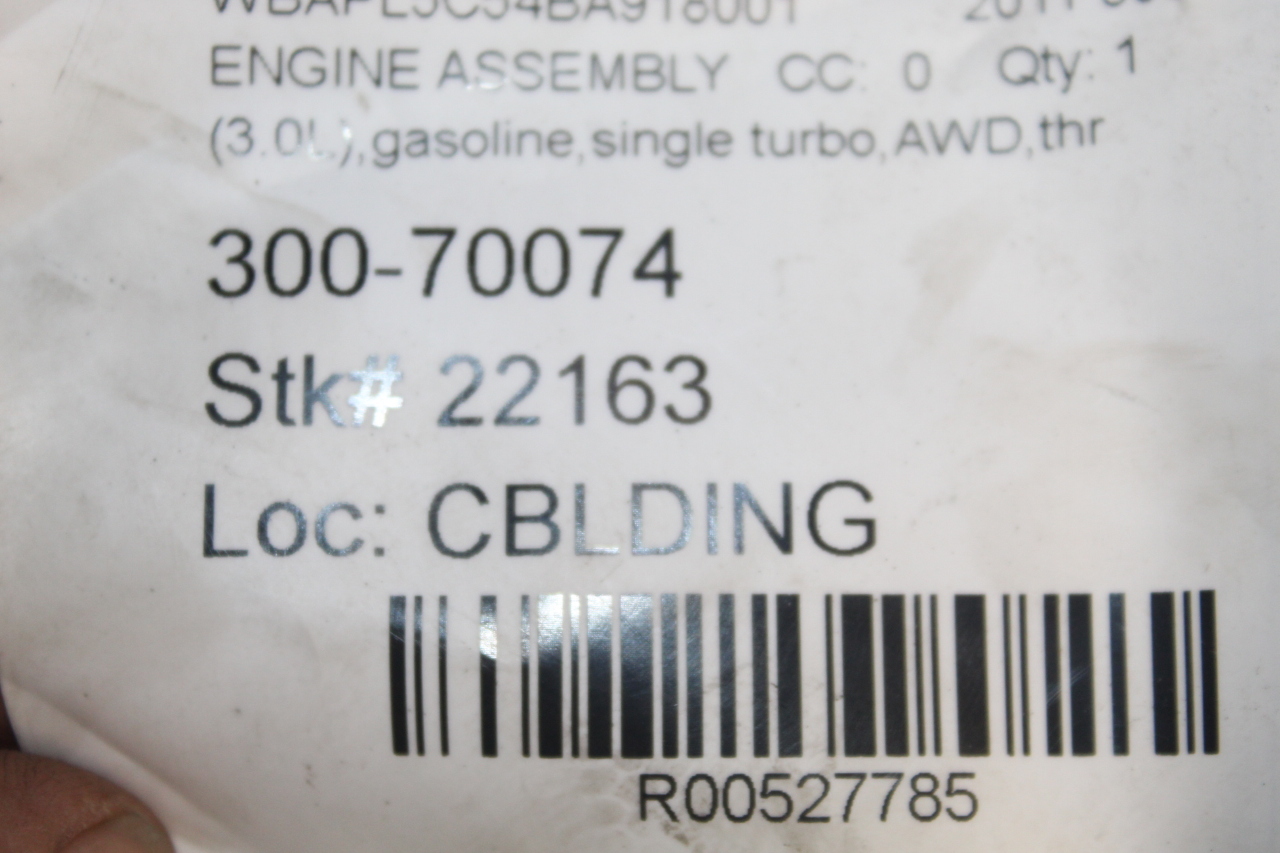 ENGINE ASSEMBLY CC: 0 Qty: 1
(3.0L),gasoline,single turbo,AWD,thr
300-70074
Stk# 22163
Loc: CBLDING
R00527785